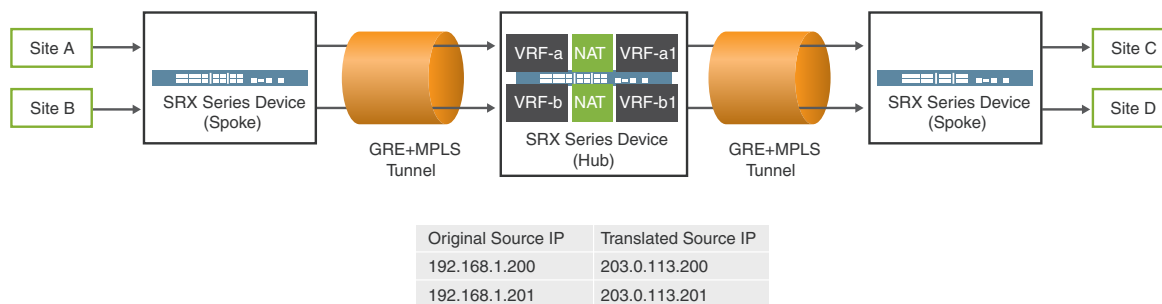 Site A
Site B
SRX Series Device
(Spoke)
GRE+MPLS
Tunnel
VRF-a NAT VRF-a1
VRF-b NAT VRF-b1
SRX Series Device
(Hub)
GRE+MPLS
Tunnel
SRX Series Device
(Spoke)
Site C
Site D
Original Source IP Translated Source IP
192.168.1.200 203.0.113.200
192.168.1.201 203.0.113.201